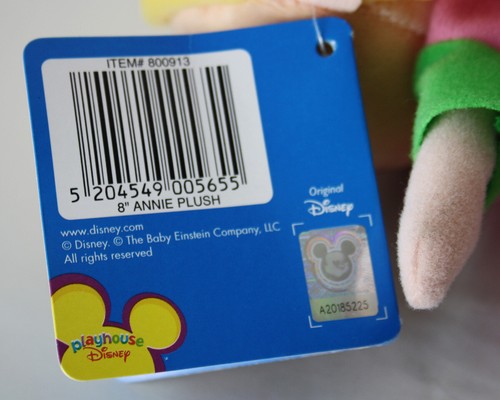 ITEM# 800913
5 204549 005655
8" ANNIE PLUSH
www.disney.com
© Disney. © The Baby Einstein Company, LLC
All rights reserved
Original
Disney
A20185225
playhouse
Disney